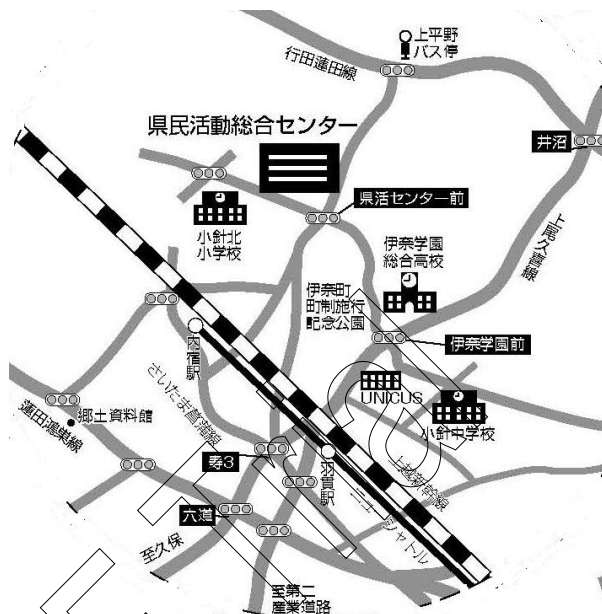 上平野
バス停
行田蓮田線
井沼
県民活動総合センター
県活センター前
上尾久喜線
小針北
小学校
伊奈学園
総合高校
伊奈町
町制施行
記念公園
伊奈学園前
内宿駅
さいたま菖蒲線
UNICUS
郷土資料館
蓮田鴻巣線
小針中学校
寿3
羽貫駅
上越新幹線
ニューシャトル
六道
至久保
至第二
産業道路